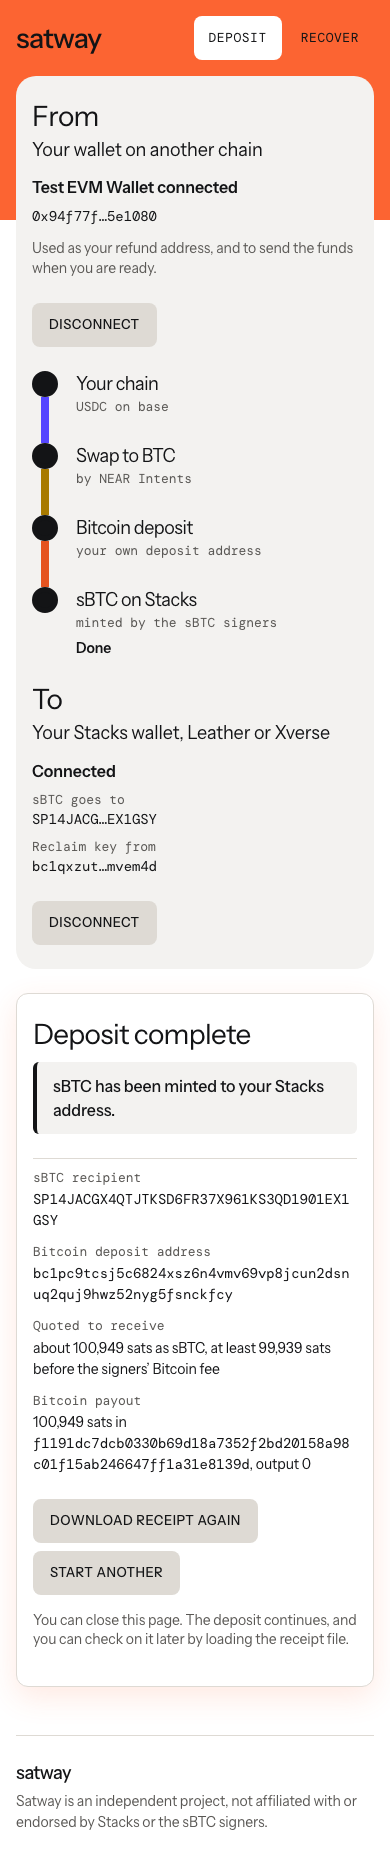 satway
DEPOSIT
RECOVER
From
Your wallet on another chain
Test EVM Wallet connected
0x94f77f…5e1080
Used as your refund address, and to send the funds
when you are ready.
DISCONNECT
Your chain
USDC on base
Swap to BTC
by NEAR Intents
Bitcoin deposit
your own deposit address
sBTC on Stacks
minted by the sBTC signers
Done
To
Your Stacks wallet, Leather or Xverse
Connected
sBTC goes to
SP14JACG…EX1GSY
Reclaim key from
bc1qxzut…mvem4d
DISCONNECT
Deposit complete
sBTC has been minted to your Stacks
address.
sBTC recipient
SP14JACGX4QTJTKSD6FR37X961KS3QD1901EX1
GSY
Bitcoin deposit address
bc1pc9tcsj5c6824xsz6n4vmv69vp8jcun2dsn
uq2quj9hwz52nyg5fsnckfcy
Quoted to receive
about 100,949 sats as sBTC, at least 99,939 sats
before the signers’ Bitcoin fee
Bitcoin payout
100,949 sats in
f1191dc7dcb0330b69d18a7352f2bd20158a98
c01f15ab246647ff1a31e8139d, output 0
DOWNLOAD RECEIPT AGAIN
START ANOTHER
You can close this page. The deposit continues, and
you can check on it later by loading the receipt file.
satway
Satway is an independent project, not affiliated with or
endorsed by Stacks or the sBTC signers.